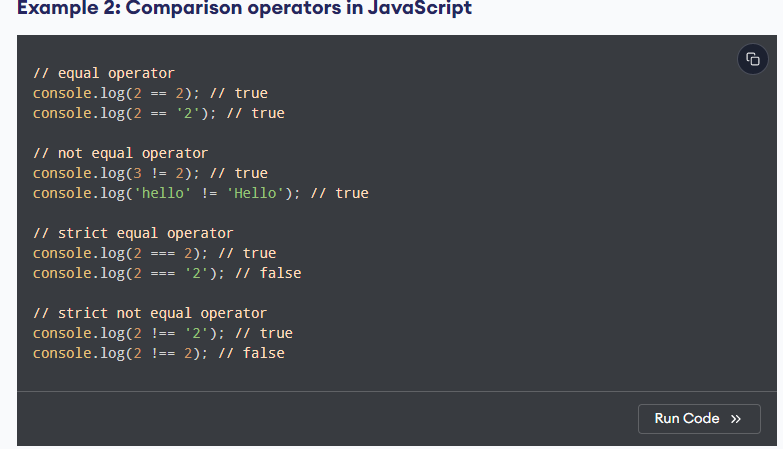 Example 2: Comparison operators in JavaScript
// equal operator
console.log(2 == 2); // true
console.log(2 == '2'); // true
// not equal operator
console.log(3 != 2); // true
console.log('hello' != 'Hello'); // true
// strict equal operator
console.log(2 === 2); // true
console.log(2 === '2'); // false
// strict not equal operator
console.log(2 !== '2'); // true
console.log(2 !== 2); // false
Run Code »